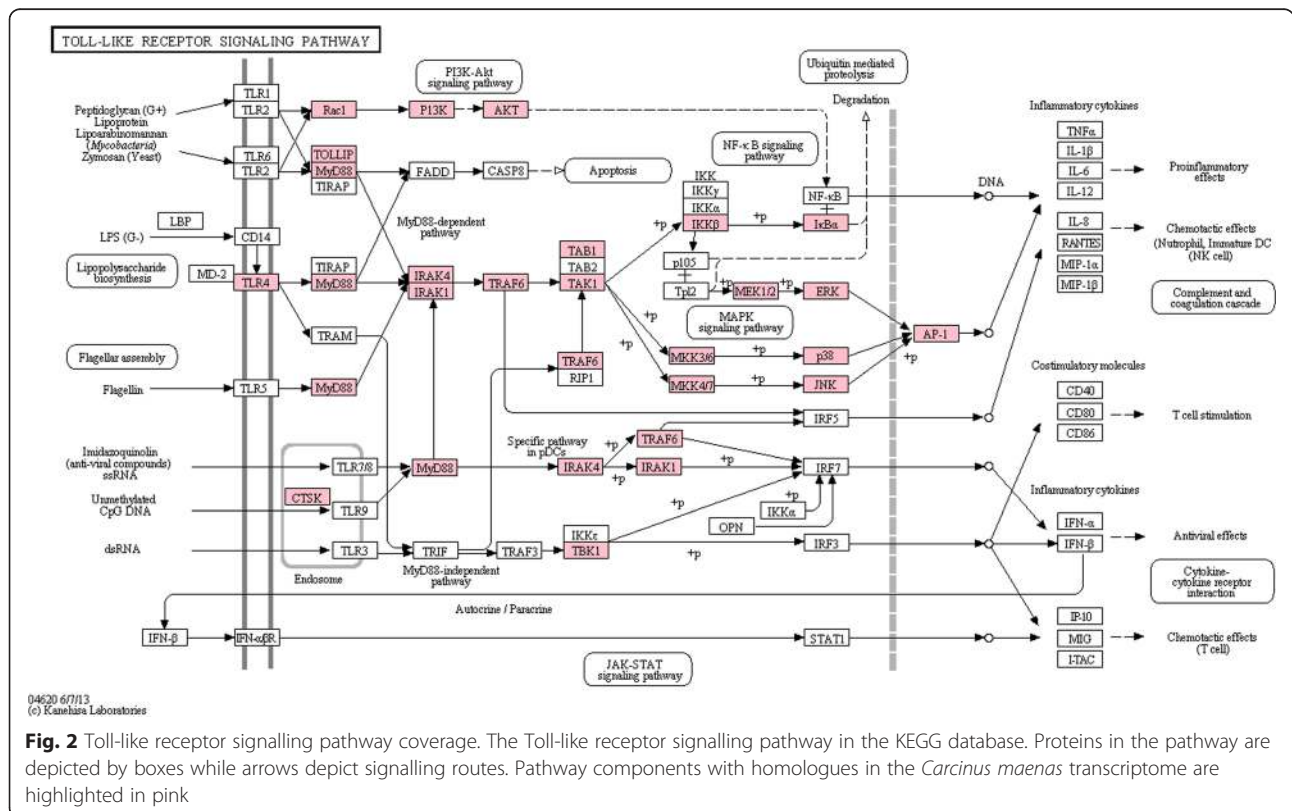 TOLL-LIKE RECEPTOR SIGNALING PATHWAY
PI3K-Akt
signaling pathway
Ubiquitin mediated
proteolysis
Degradation
Peptidoglycan (G+)
Lipoprotein
Lipoarabinomannan
(Mycobacteria)
Zymosan (Yeast)
TLR1
TLR2
TLR6
TLR2
Rac1
PI3K
AKT
TOLLIP
MyD88
TIRAP
FADD
CASP8
Apoptosis
NF-κB signaling
pathway
IKK
IKKγ
IKKα
IKKβ
+p
IκBα
NF-κB
DNA
Inflammatory cytokines
TNFα
IL-1β
IL-6
IL-12
Proinflammatory
effects
IL-8
RANTES
MIP-1α
MIP-1β
Chemotactic effects
(Nutrophil, Immature DC
(NK cell)
Complement and
coagulation cascade
LBP
LPS (G-)
CD14
MyD88-dependent
pathway
Lipopolysaccharide
biosynthesis
MD-2
TLR4
TIRAP
MyD88
IRAK4
IRAK1
TRAF6
TAB1
TAB2
TAK1
+p
p105
Tpl2
+p
MEK1/2
+p
ERK
MAPK
signaling pathway
+p
+p
TRAM
TRAF6
RIP1
MKK3/6
+p
p38
MKK4/7
+p
JNK
AP-1
+p
Flagellar assembly
Flagellin
TLR5
MyD88
IRF5
Costimulatory molecules
CD40
CD80
CD86
T cell stimulation
Imidazoquinolin
(anti-viral compounds)
ssRNA
TLR7/8
MyD88
Specific pathway
in pDCs
IRAK4
+p
TRAF6
+p
IRAK1
+p
IRF7
Unmethylated
CpG DNA
CTSK
TLR9
+p
+p
IKKα
OPN
Inflammatory cytokines
IFN-α
IFN-β
Antiviral effects
dsRNA
TLR3
Endosome
TRIF
TRAF3
MyD88-independent
pathway
IKKε
TBK1
+p
IRF3
Cytokine-
cytokine receptor
interaction
Autocrine / Paracrine
IFN-β
IFN-αβR
STAT1
JAK-STAT
signaling pathway
IP-10
MIG
I-TAC
Chemotactic effects
(T cell)
04620 6/7/13
(c) Kanehisa Laboratories
Fig. 2 Toll-like receptor signalling pathway coverage. The Toll-like receptor signalling pathway in the KEGG database. Proteins in the pathway are
depicted by boxes while arrows depict signalling routes. Pathway components with homologues in the Carcinus maenas transcriptome are
highlighted in pink